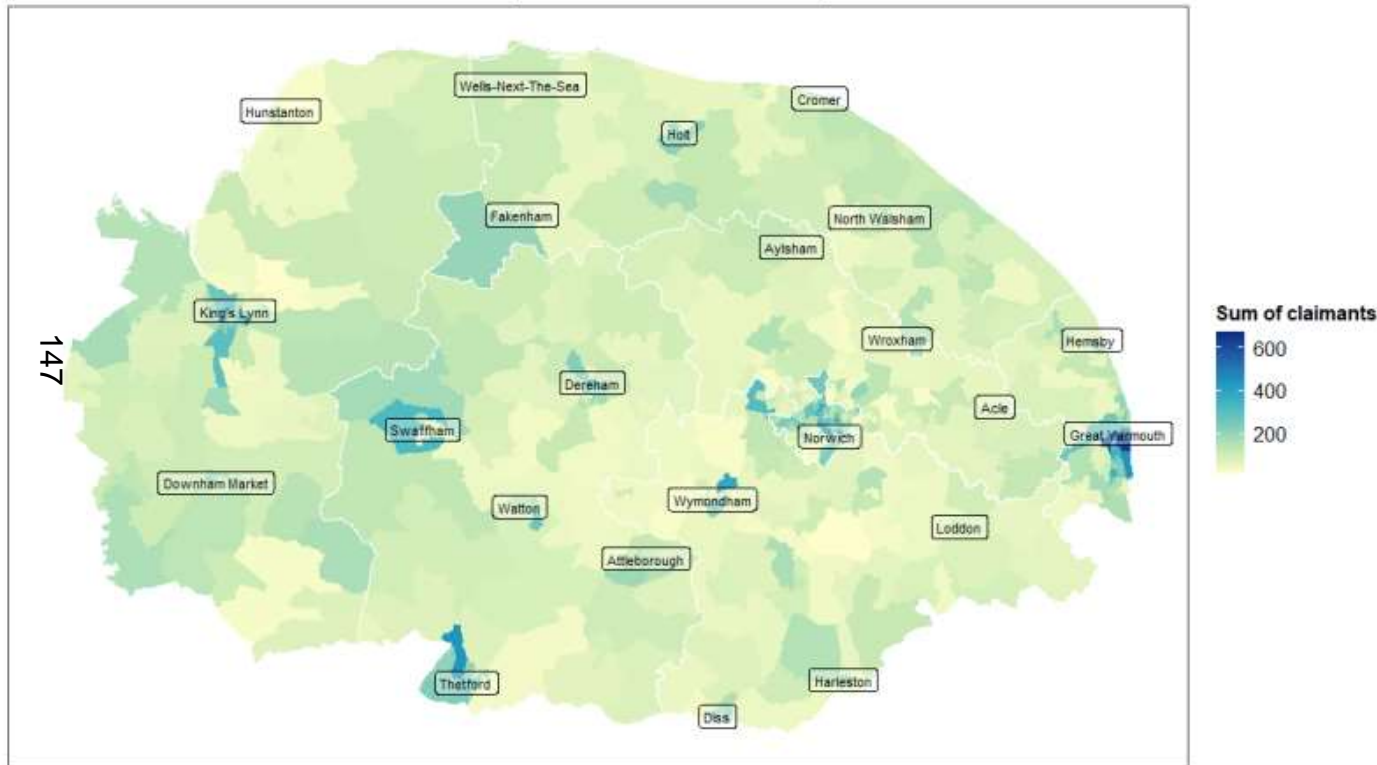 Wells-Next-The-Sea
Cromer
Hunstanton
Holt
Fakenham
North Walsham
Aylsham
King's Lynn
Sum of claimants
Wroxham
Hemsby
600
147
Dereham
400
Acle
Swaffham
Norwich
Great Yarmouth
200
Downham Market
Watton
Wymondham
Loddon
Attleborough
Thetford
Harleston
Diss